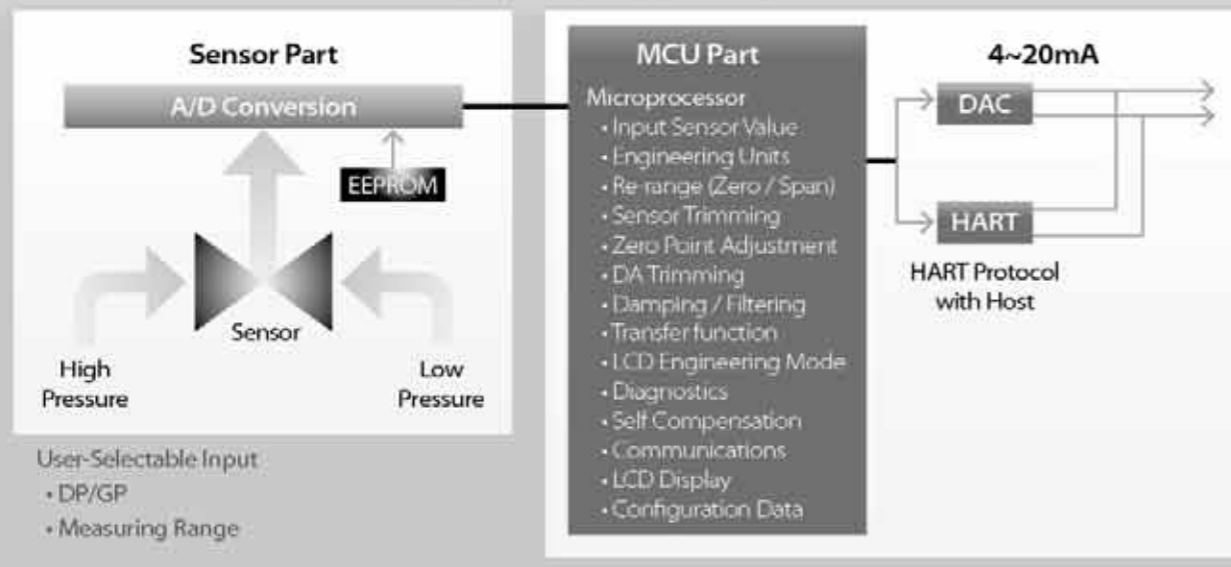 Sensor Part
A/D Conversion
EEPROM
Sensor
High
Pressure
Low
Pressure
User-Selectable Input
• DP/GP
• Measuring Range
MCU Part
Microprocessor
• Input Sensor Value
• Engineering Units
• Re-range (Zero / Span)
• Sensor Trimming
• Zero Point Adjustment
• DA Trimming
• Damping / Filtering
• Transfer function
• LCD Engineering Mode
• Diagnostics
• Self Compensation
• Communications
• LCD Display
• Configuration Data
4~20mA
DAC
HART
HART Protocol
with Host